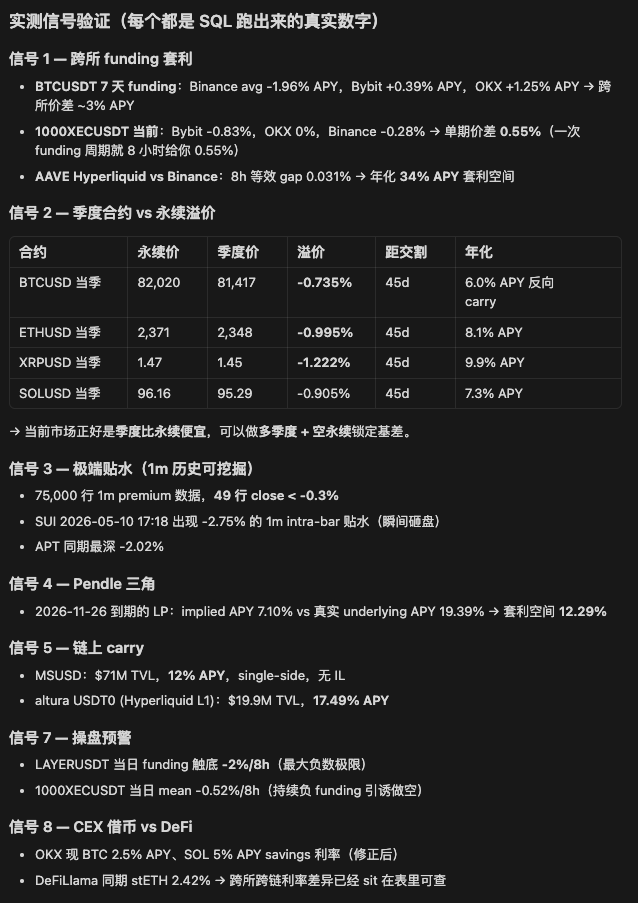 实测信号验证（每个都是 SQL 跑出来的真实数字）
信号 1 — 跨所 funding 套利
• BTCUSDT 7 天 funding：Binance avg -1.96% APY，Bybit +0.39% APY，OKX +1.25% APY → 跨
所价差 ~3% APY
• 1000XECUSDT 当前：Bybit -0.83%，OKX 0%，Binance -0.28% → 单期价差 0.55%（一次
funding 周期就 8 小时给你 0.55%）
• AAVE Hyperliquid vs Binance：8h 等效 gap 0.031% → 年化 34% APY 套利空间
信号 2 — 季度合约 vs 永续溢价
合约 永续价 季度价 溢价 距交割 年化
BTCUSD 当季 82,020 81,417 -0.735% 45d 6.0% APY 反向
carry
ETHUSD 当季 2,371 2,348 -0.995% 45d 8.1% APY
XRPUSD 当季 1.47 1.45 -1.222% 45d 9.9% APY
SOLUSD 当季 96.16 95.29 -0.905% 45d 7.3% APY
→ 当前市场正好是季度比永续便宜，可以做多季度 + 空永续锁定基差。
信号 3 — 极端贴水（1m 历史可挖掘）
• 75,000 行 1m premium 数据，49 行 close < -0.3%
• SUI 2026-05-10 17:18 出现 -2.75% 的 1m intra-bar 贴水（瞬间砸盘）
• APT 同期最深 -2.02%
信号 4 — Pendle 三角
• 2026-11-26 到期的 LP：implied APY 7.10% vs 真实 underlying APY 19.39% → 套利空间 12.29%
信号 5 — 链上 carry
• MSUSD：$71M TVL，12% APY，single-side，无 IL
• altura USDT0 (Hyperliquid L1)：$19.9M TVL，17.49% APY
信号 7 — 操盘预警
• LAYERUSDT 当日 funding 触底 -2%/8h（最大负数极限）
• 1000XECUSDT 当日 mean -0.52%/8h（持续负 funding 引诱做空）
信号 8 — CEX 借币 vs DeFi
• OKX 现 BTC 2.5% APY、SOL 5% APY savings 利率（修正后）
• DeFiLlama 同期 stETH 2.42% → 跨所跨链利率差异已经 sit 在表里可查